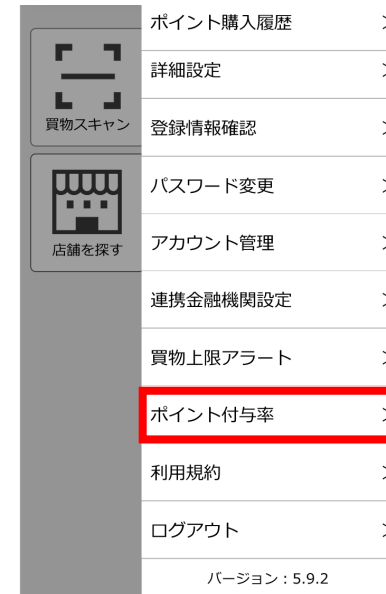 ポイント購入履歴
詳細設定
買物スキャン
登録情報確認
パスワード変更
店舗を探す
アカウント管理
連携金融機関設定
買物上限アラート
ポイント付与率
利用規約
ログアウト
バージョン：5.9.2